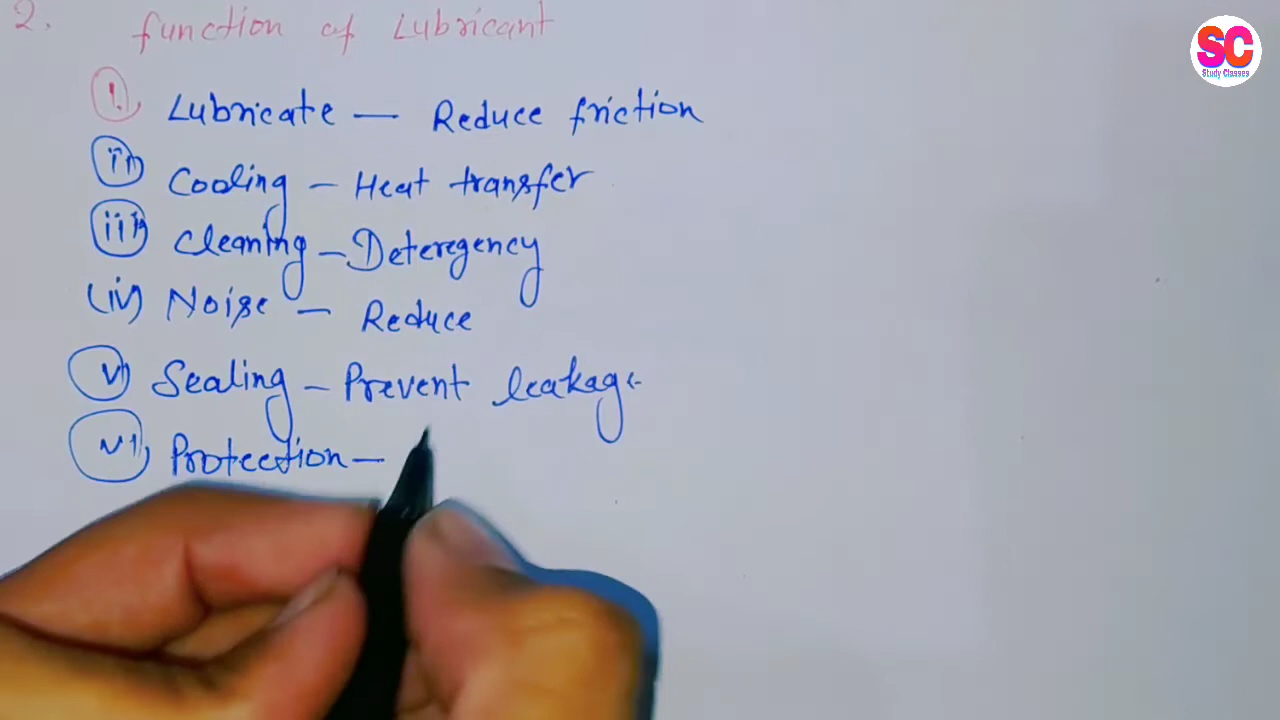 2. function of Lubricant
i) Lubricate — Reduce friction
ii) Cooling – Heat transfer
iii) Cleaning – Deteregency
(iv) Noise – Reduce
v) Sealing – Prevent leakage
vi) Protection –
SC
Study Classes